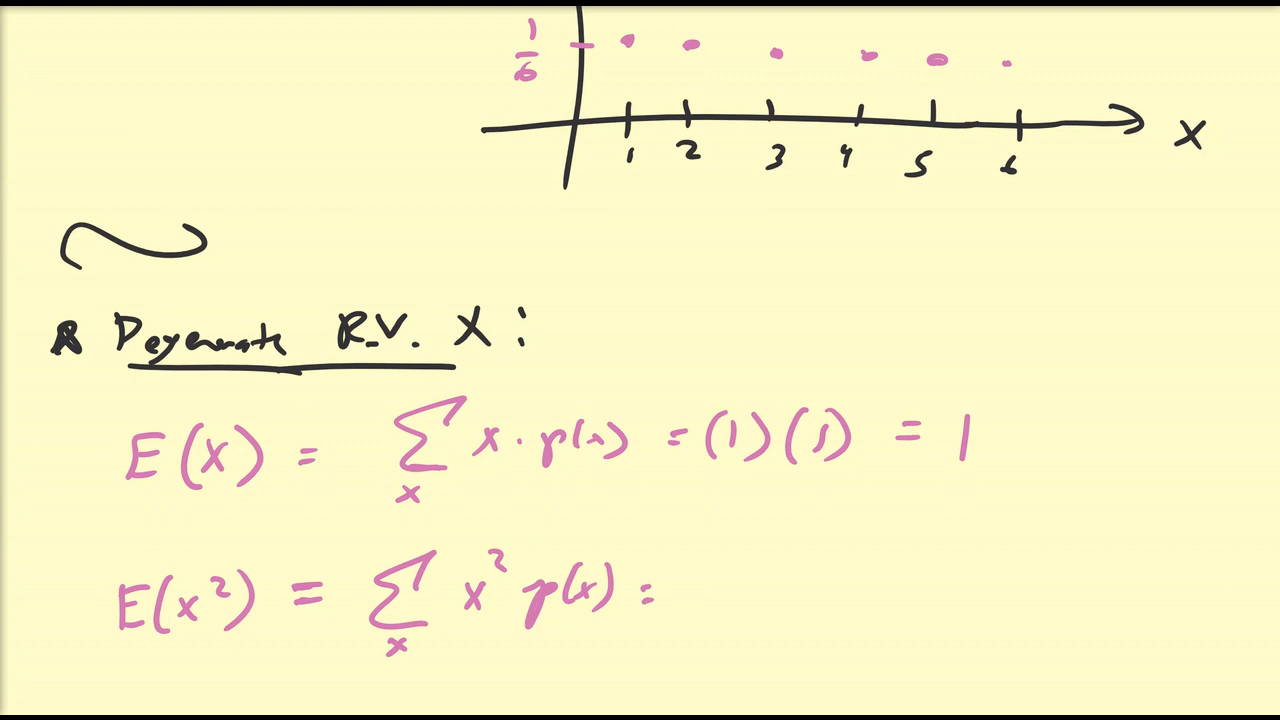 1/6
x
1 2 3 4 5 6
Degenerate R.V. X:
E(X) = Σ_x x · p(x) = (1)(1) = 1
E(x²) = Σ_x x² p(x) =